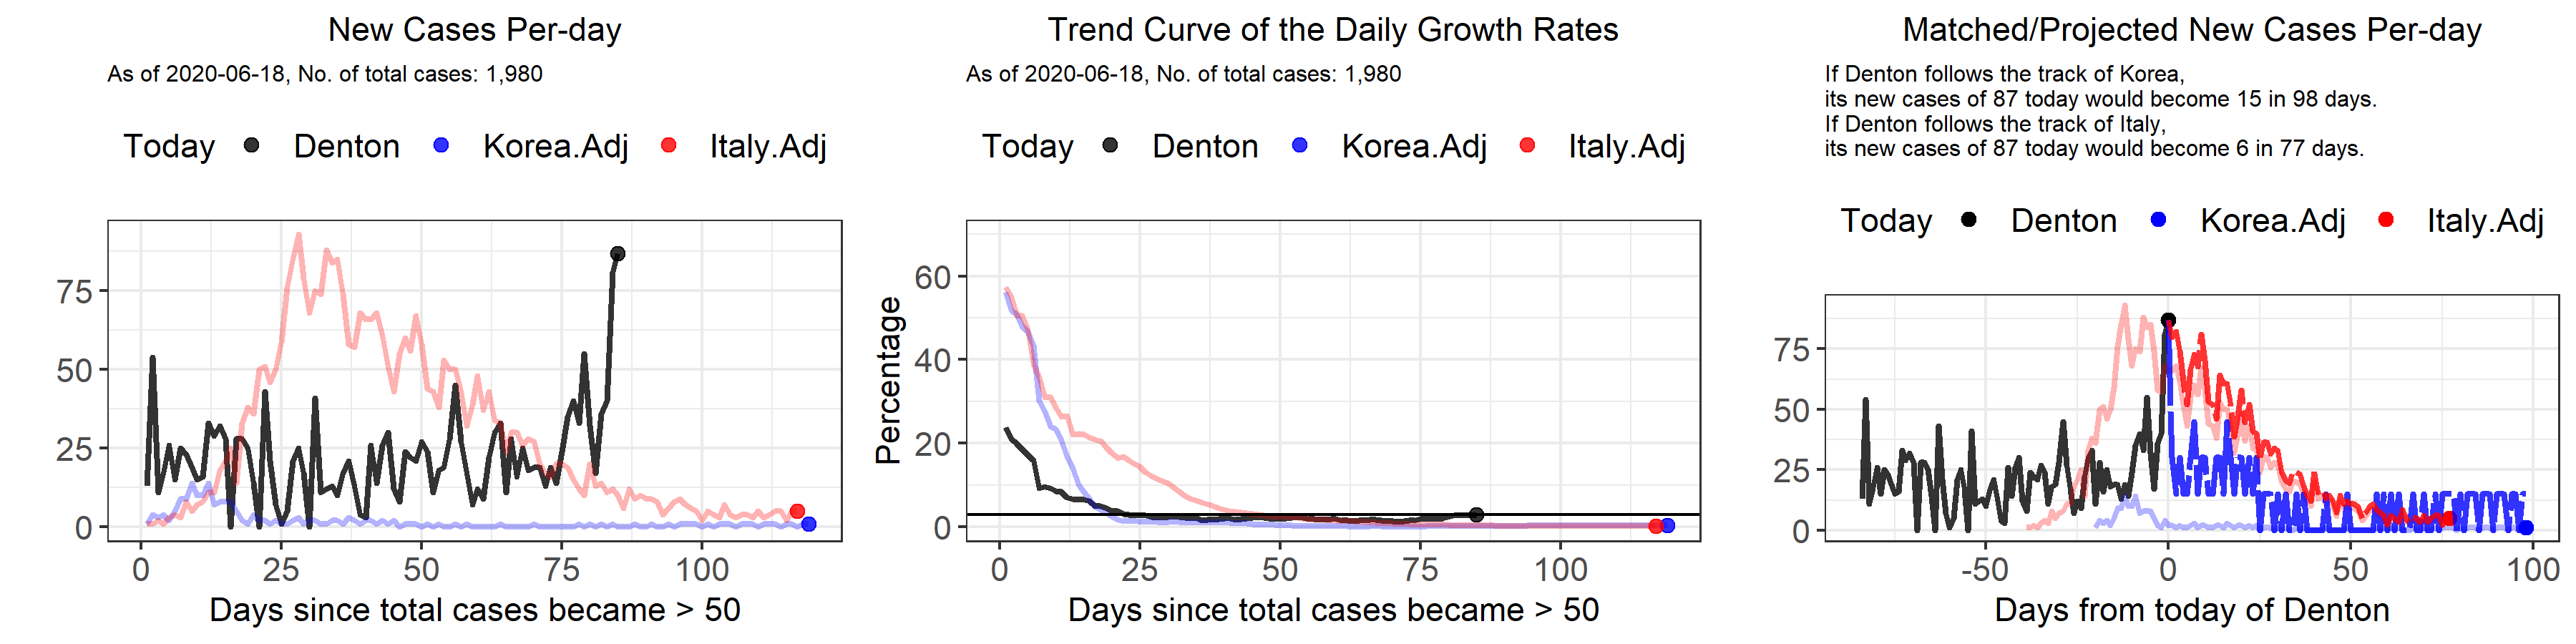 New Cases Per-day
As of 2020-06-18, No. of total cases: 1,980
Today Denton Korea.Adj Italy.Adj
75
50
25
0
0 25 50 75 100
Days since total cases became > 50
Trend Curve of the Daily Growth Rates
As of 2020-06-18, No. of total cases: 1,980
Today Denton Korea.Adj Italy.Adj
Percentage
60
40
20
0
0 25 50 75 100
Days since total cases became > 50
Matched/Projected New Cases Per-day
If Denton follows the track of Korea,
its new cases of 87 today would become 15 in 98 days.
If Denton follows the track of Italy,
its new cases of 87 today would become 6 in 77 days.
Today Denton Korea.Adj Italy.Adj
75
50
25
0
-50 0 50 100
Days from today of Denton